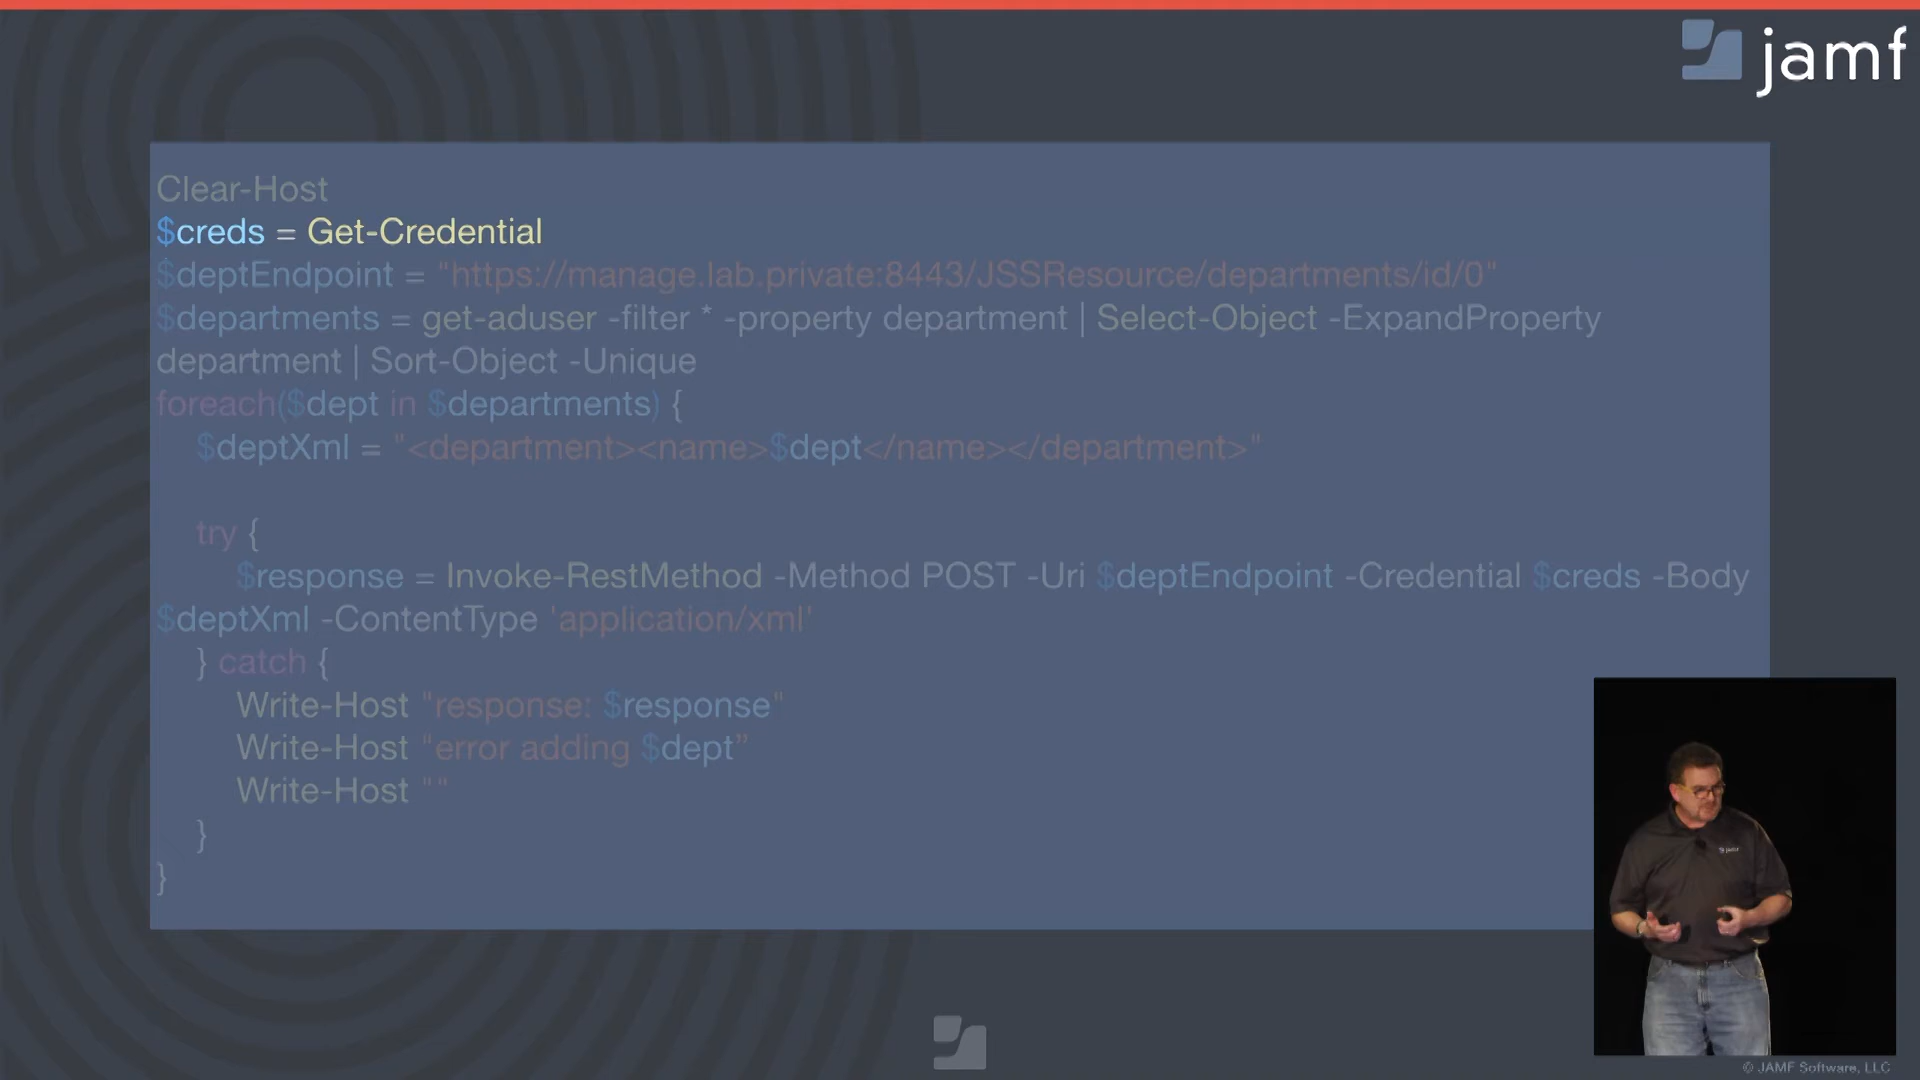 jamf
Clear-Host
$creds = Get-Credential
$deptEndpoint = "https://manage.lab.private:8443/JSSResource/departments/id/0"
$departments = get-aduser -filter * -property department | Select-Object -ExpandProperty
department | Sort-Object -Unique
foreach($dept in $departments) {
$deptXml = "<department><name>$dept</name></department>"
try {
$response = Invoke-RestMethod -Method POST -Uri $deptEndpoint -Credential $creds -Body
$deptXml -ContentType 'application/xml'
} catch {
Write-Host "response: $response"
Write-Host "error adding $dept”
Write-Host ""
}
}
jamf
© JAMF Software, LLC